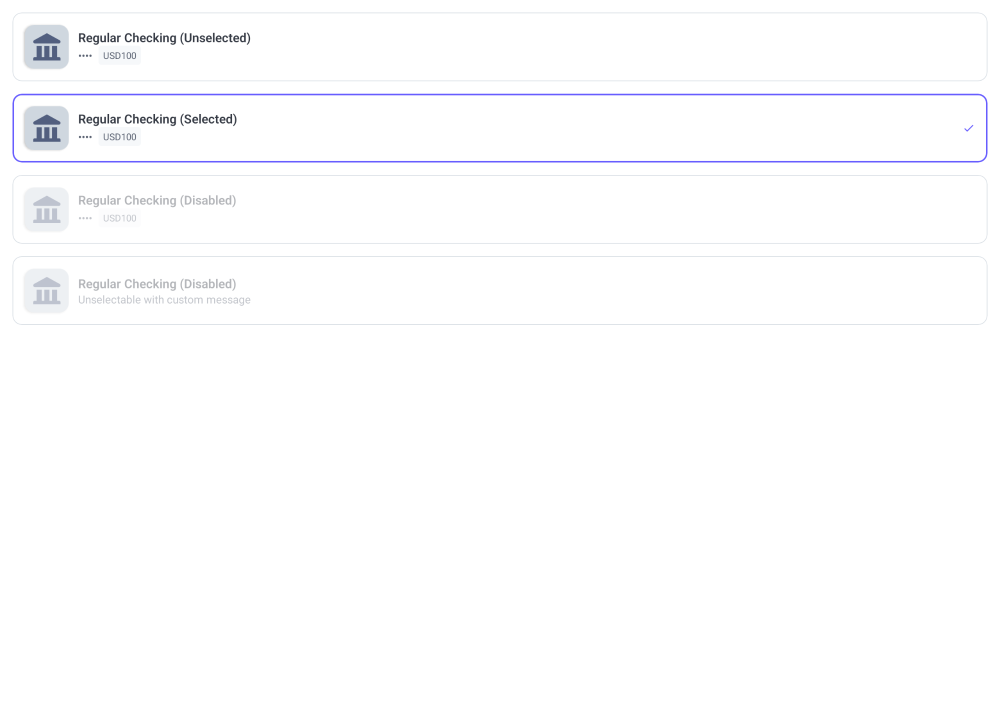 Regular Checking (Unselected)
•••• USD100
Regular Checking (Selected)
•••• USD100
Regular Checking (Disabled)
•••• USD100
Regular Checking (Disabled)
Unselectable with custom message